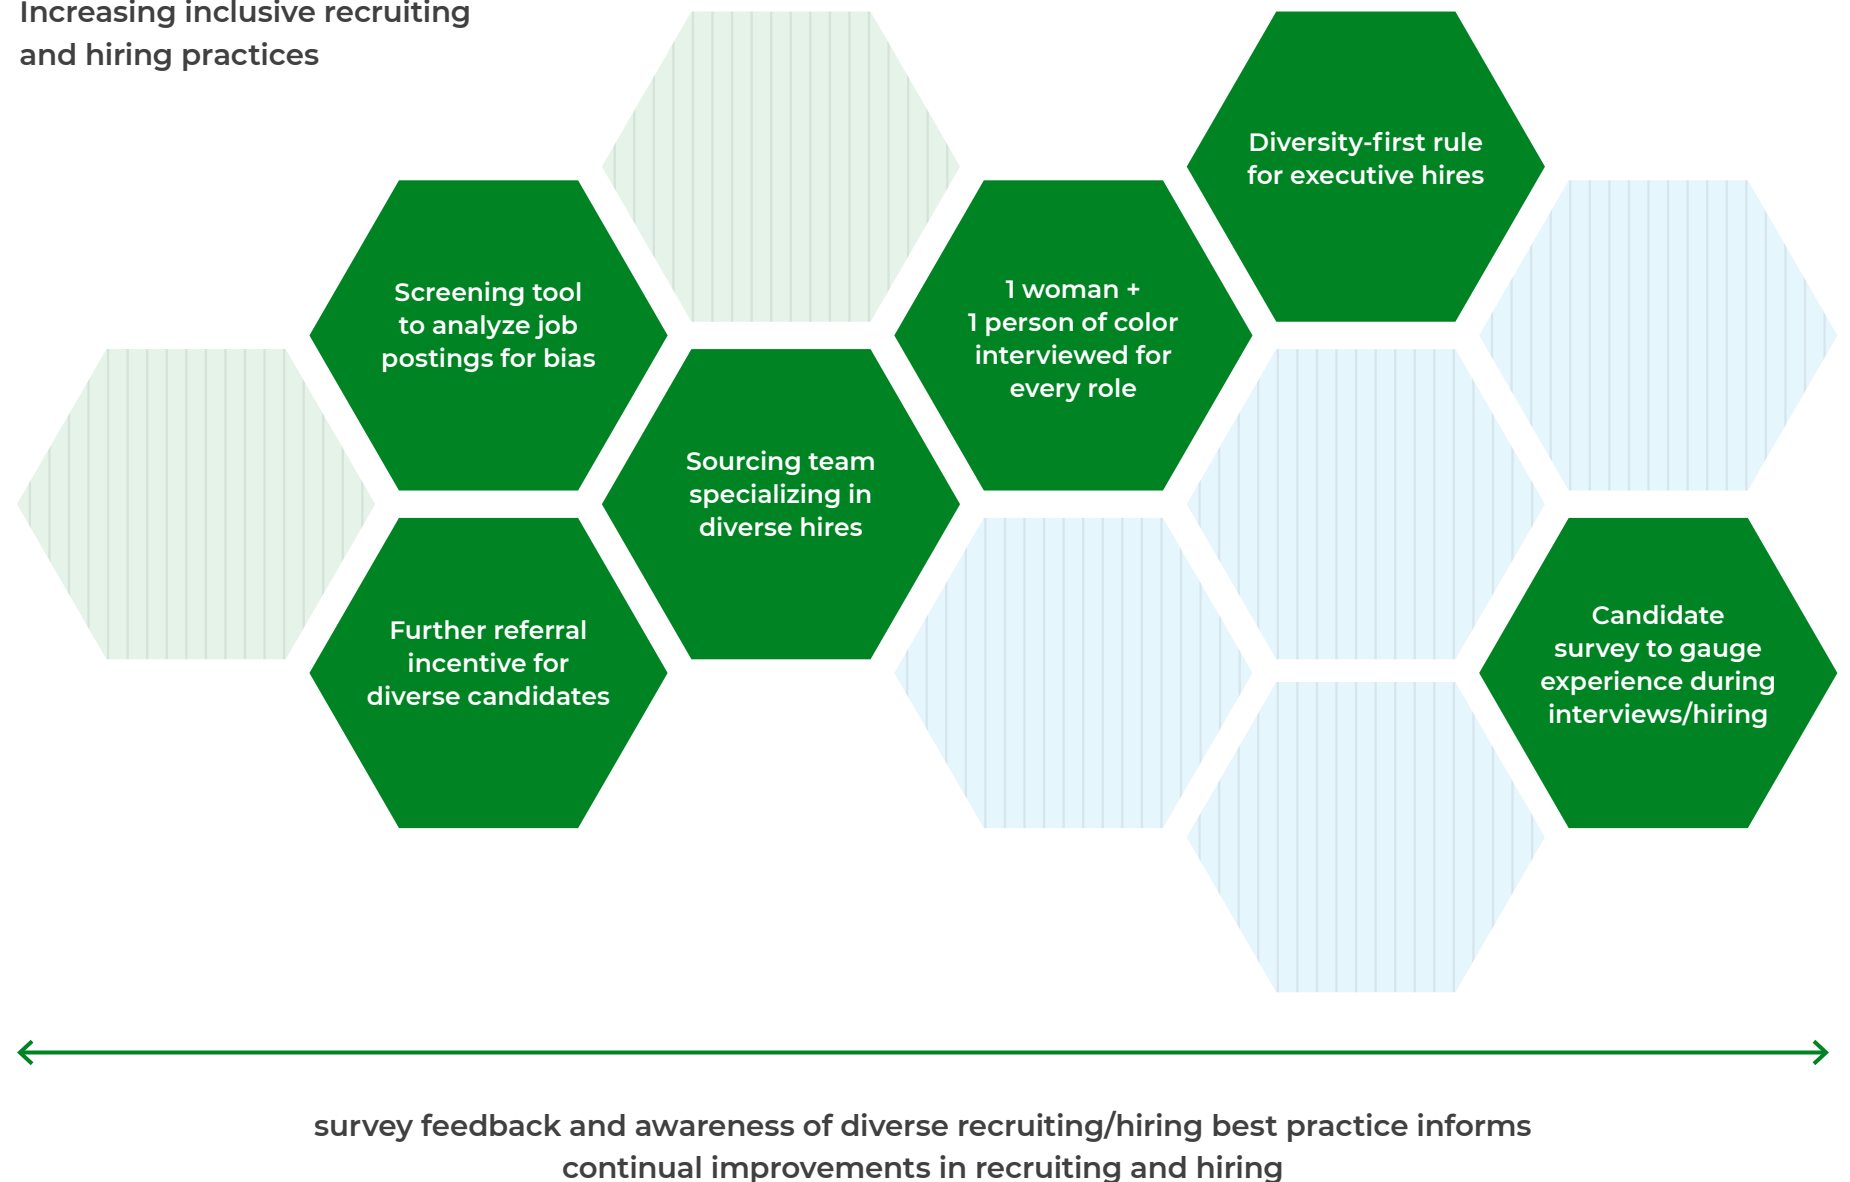 Increasing inclusive recruiting
and hiring practices
Diversity-first rule
for executive hires
Screening tool
to analyze job
postings for bias
1 woman +
1 person of color
interviewed for
every role
Sourcing team
specializing in
diverse hires
Further referral
incentive for
diverse candidates
Candidate
survey to gauge
experience during
interviews/hiring
survey feedback and awareness of diverse recruiting/hiring best practice informs
continual improvements in recruiting and hiring